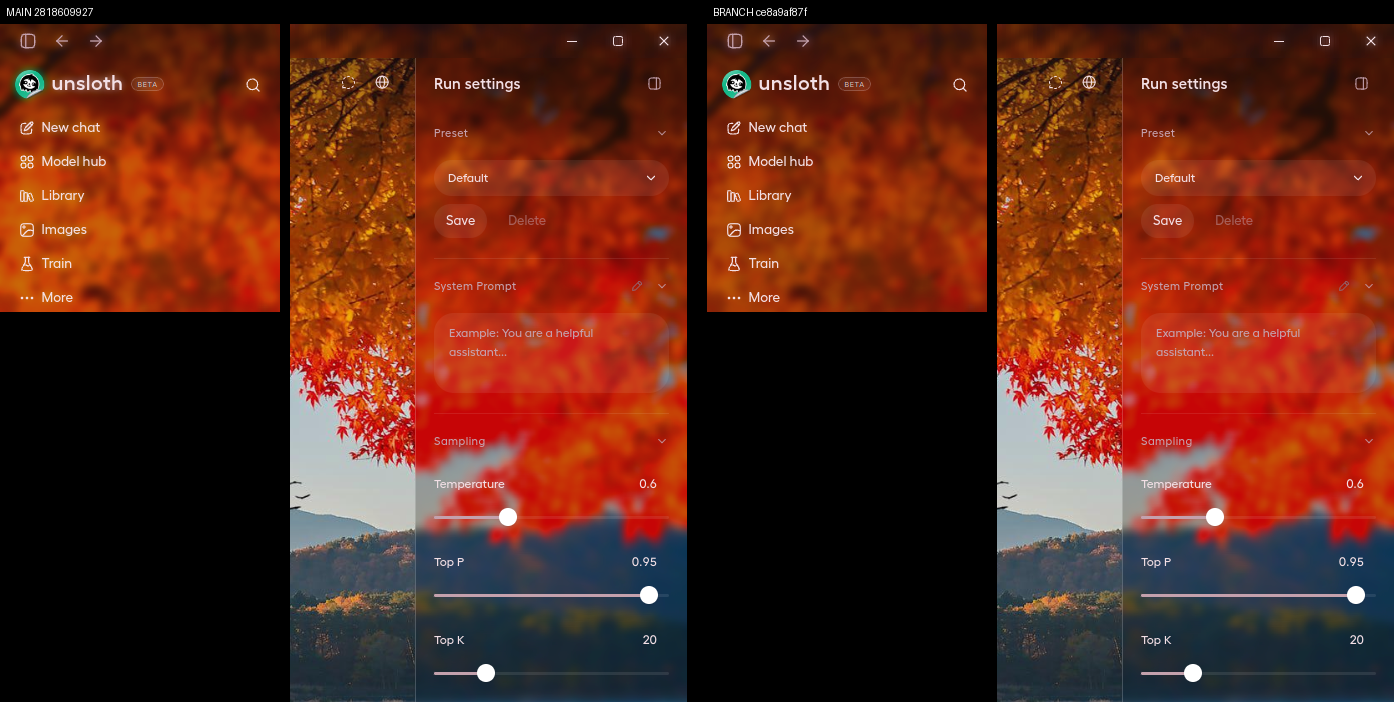 MAIN 2818609927
unsloth BETA
New chat
Model hub
Library
Images
Train
More
Run settings
Preset
Default
Save Delete
System Prompt
Example: You are a helpful
assistant...
Sampling
Temperature 0.6
Top P 0.95
Top K 20
BRANCH ce8a9af87f
unsloth BETA
New chat
Model hub
Library
Images
Train
More
Run settings
Preset
Default
Save Delete
System Prompt
Example: You are a helpful
assistant...
Sampling
Temperature 0.6
Top P 0.95
Top K 20